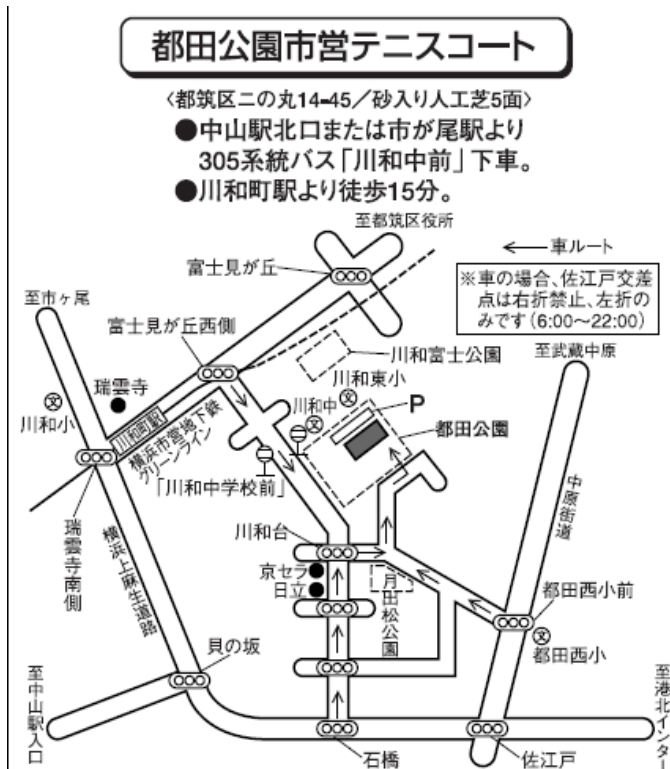 都田公園市営テニスコート
〈都筑区二の丸14-45／砂入り人工芝5面〉
●中山駅北口または市が尾駅より
305系統バス「川和中前」下車。
●川和町駅より徒歩15分。
至都筑区役所
←車ルート
富士見が丘
※車の場合、佐江戸交差
点は右折禁止、左折の
みです(6:00〜22:00)
至市ヶ尾
富士見が丘西側
至武蔵中原
川和富士公園
瑞雲寺
川和東小
文
文
川和小
川和中
文
P
川和町駅
都田公園
横浜市営地下鉄
グリーンライン
「川和中学校前」
中原街道
瑞雲寺南側
横浜上麻生道路
川和台
京セラ
日立
月出松公園
都田西小前
文
都田西小
貝の坂
至中山駅入口
至港北インター
石橋
佐江戸